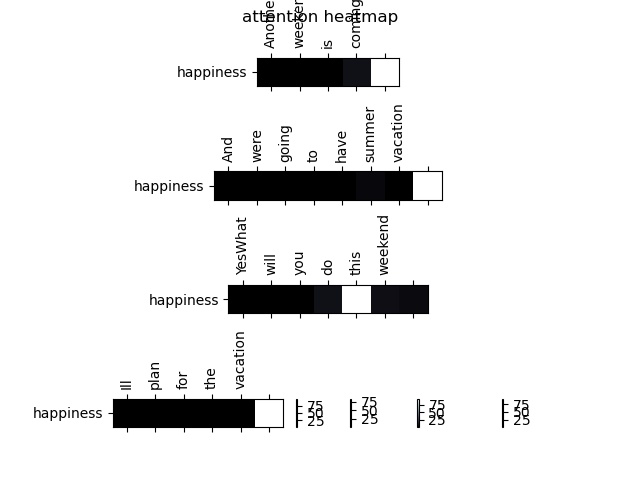 attention heatmap
weekend is coming
happiness
And were going to have summer vacation
happiness
YesWhat will you do this weekend
happiness
Ill plan for the vacation
happiness
75 75 75 75
50 50 50 50
25 25 25 25